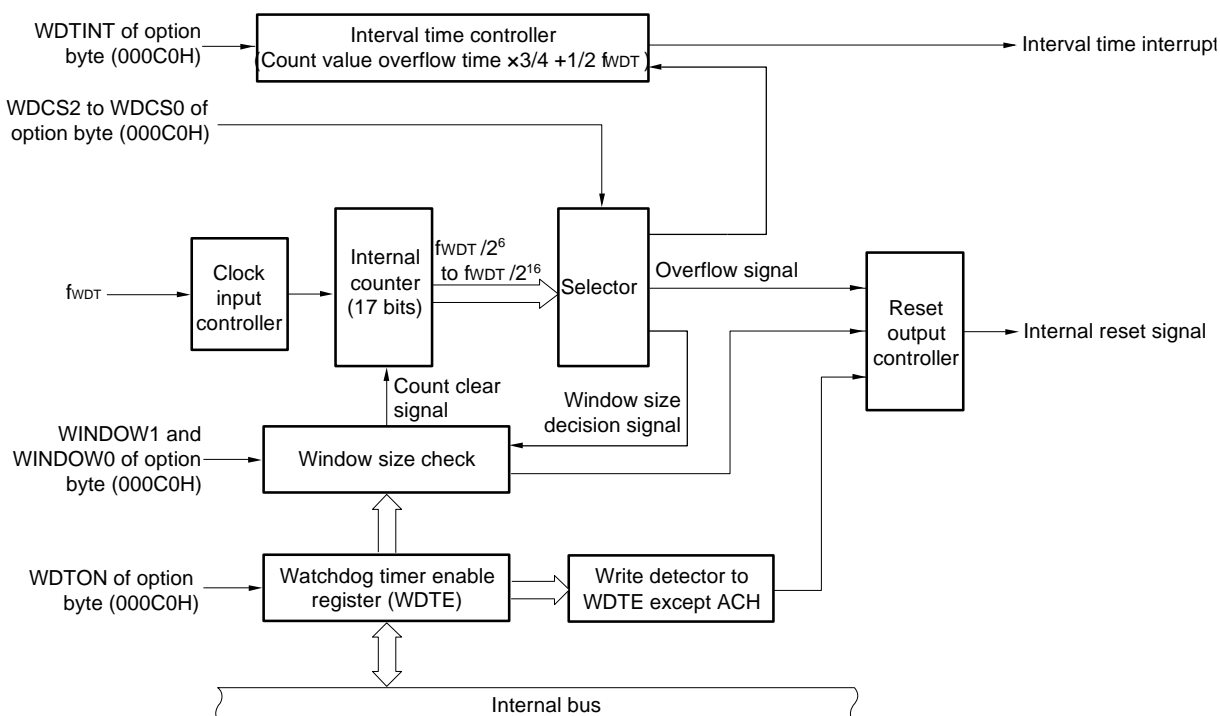 WDTINT of option
byte (000C0H)
Interval time controller
(Count value overflow time ×3/4 +1/2 fWDT )
Interval time interrupt
WDCS2 to WDCS0 of
option byte (000C0H)
fWDT
Clock
input
controller
Internal
counter
(17 bits)
fWDT /2⁶
to fWDT /2¹⁶
Selector
Overflow signal
Reset
output
controller
Internal reset signal
Count clear
signal
Window size
decision signal
WINDOW1 and
WINDOW0 of option
byte (000C0H)
Window size check
WDTON of option
byte (000C0H)
Watchdog timer enable
register (WDTE)
Write detector to
WDTE except ACH
Internal bus